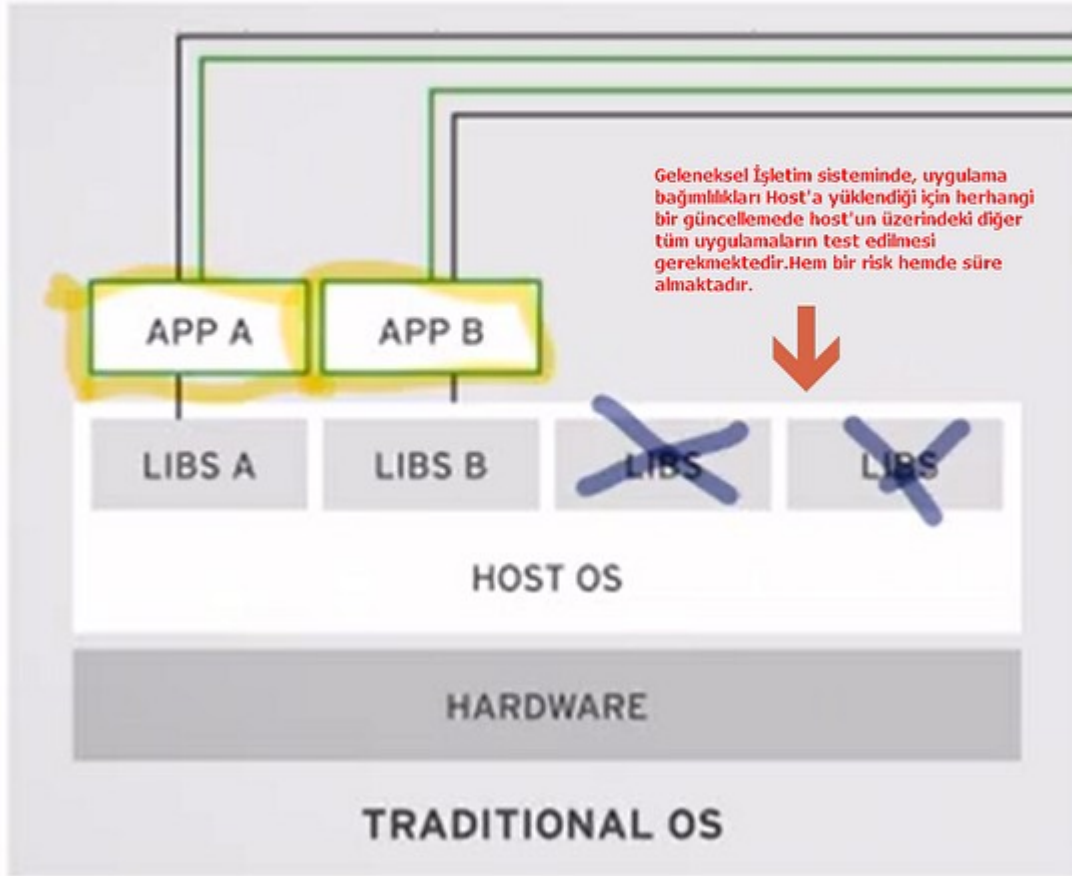 Geleneksel İşletim sisteminde, uygulama
bağımlılıkları Host'a yüklendiği için herhangi
bir güncellemede host'un üzerindeki diğer
tüm uygulamaların test edilmesi
gerekmektedir.Hem bir risk hemde süre
almaktadır.
APP A
APP B
LIBS A
LIBS B
LIBS
LIBS
HOST OS
HARDWARE
TRADITIONAL OS